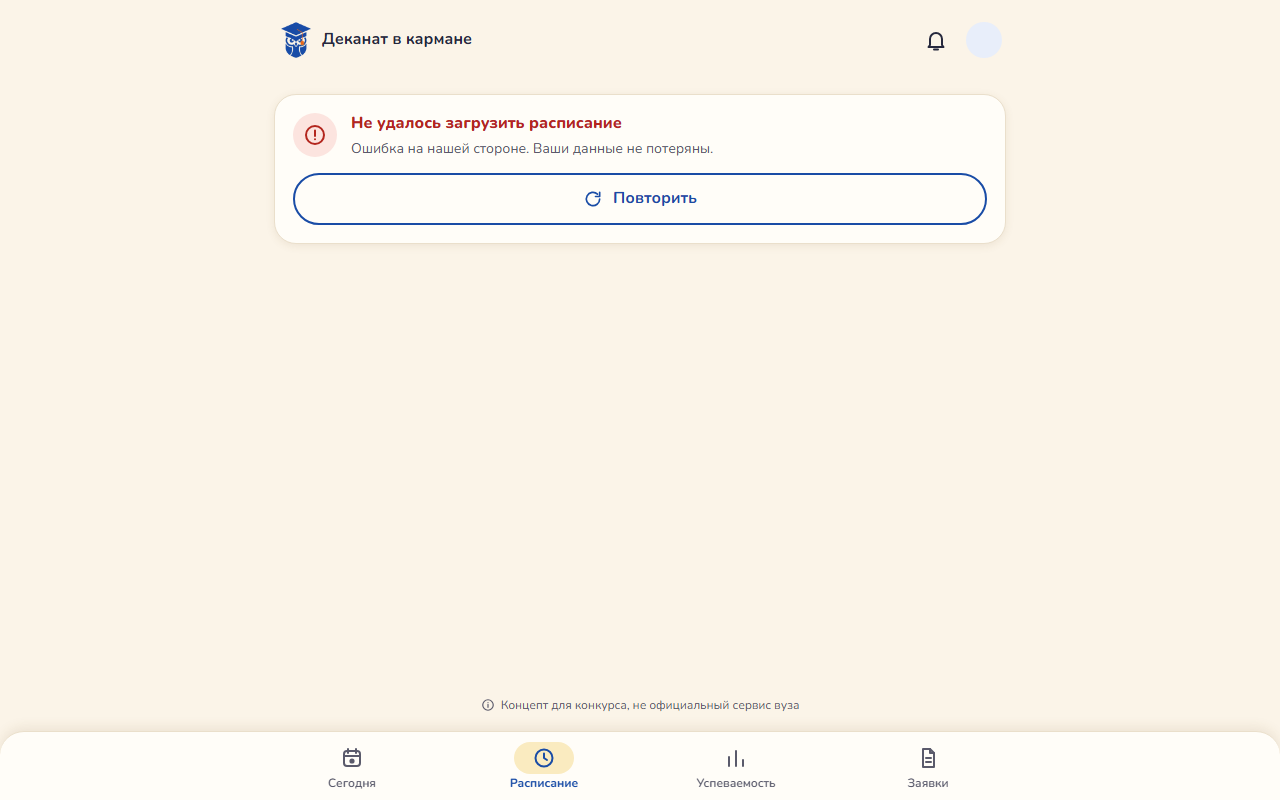 Деканат в кармане
Не удалось загрузить расписание
Ошибка на нашей стороне. Ваши данные не потеряны.
Повторить
Концепт для конкурса, не официальный сервис вуза
Сегодня
Расписание
Успеваемость
Заявки